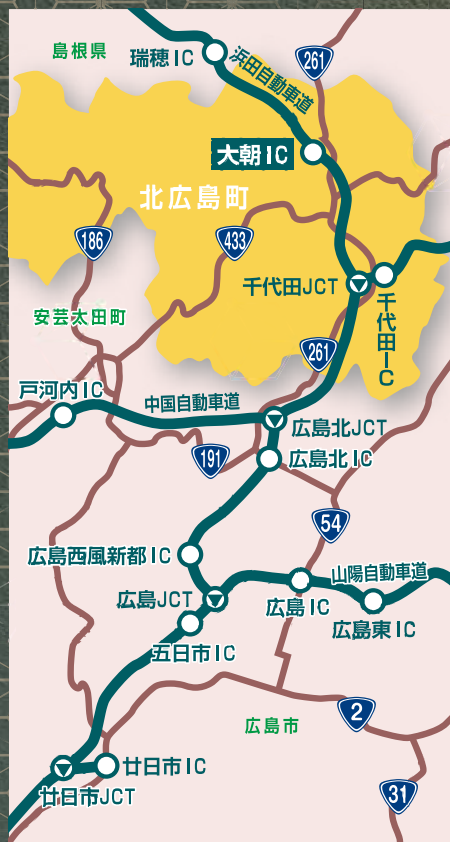 島根県
瑞穂IC
261
浜田自動車道
大朝IC
北広島町
186
433
千代田JCT
千代田IC
安芸太田町
261
戸河内IC
中国自動車道
広島北JCT
191
広島北IC
54
広島西風新都IC
山陽自動車道
広島JCT
広島IC
広島東IC
五日市IC
2
広島市
廿日市IC
廿日市JCT
31